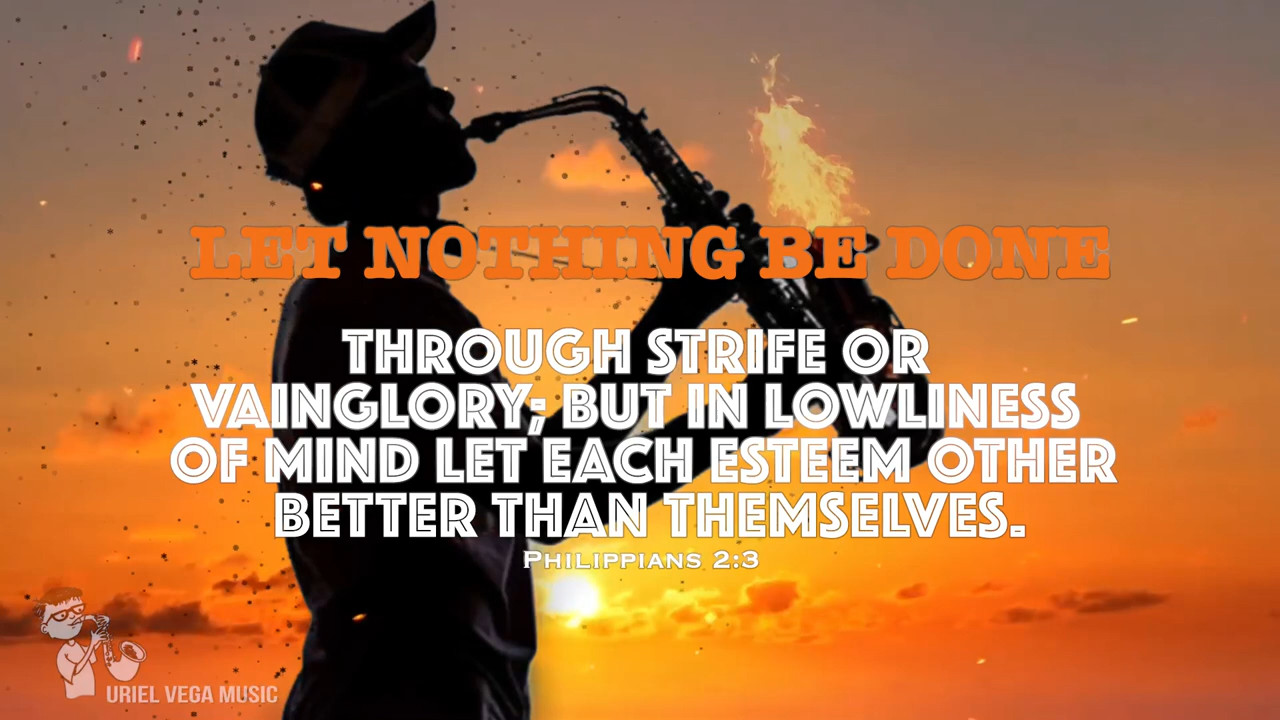 LET NOTHING BE DONE
THROUGH STRIFE OR
VAINGLORY; BUT IN LOWLINESS
OF MIND LET EACH ESTEEM OTHER
BETTER THAN THEMSELVES.
PHILIPPIANS 2:3
URIEL VEGA MUSIC